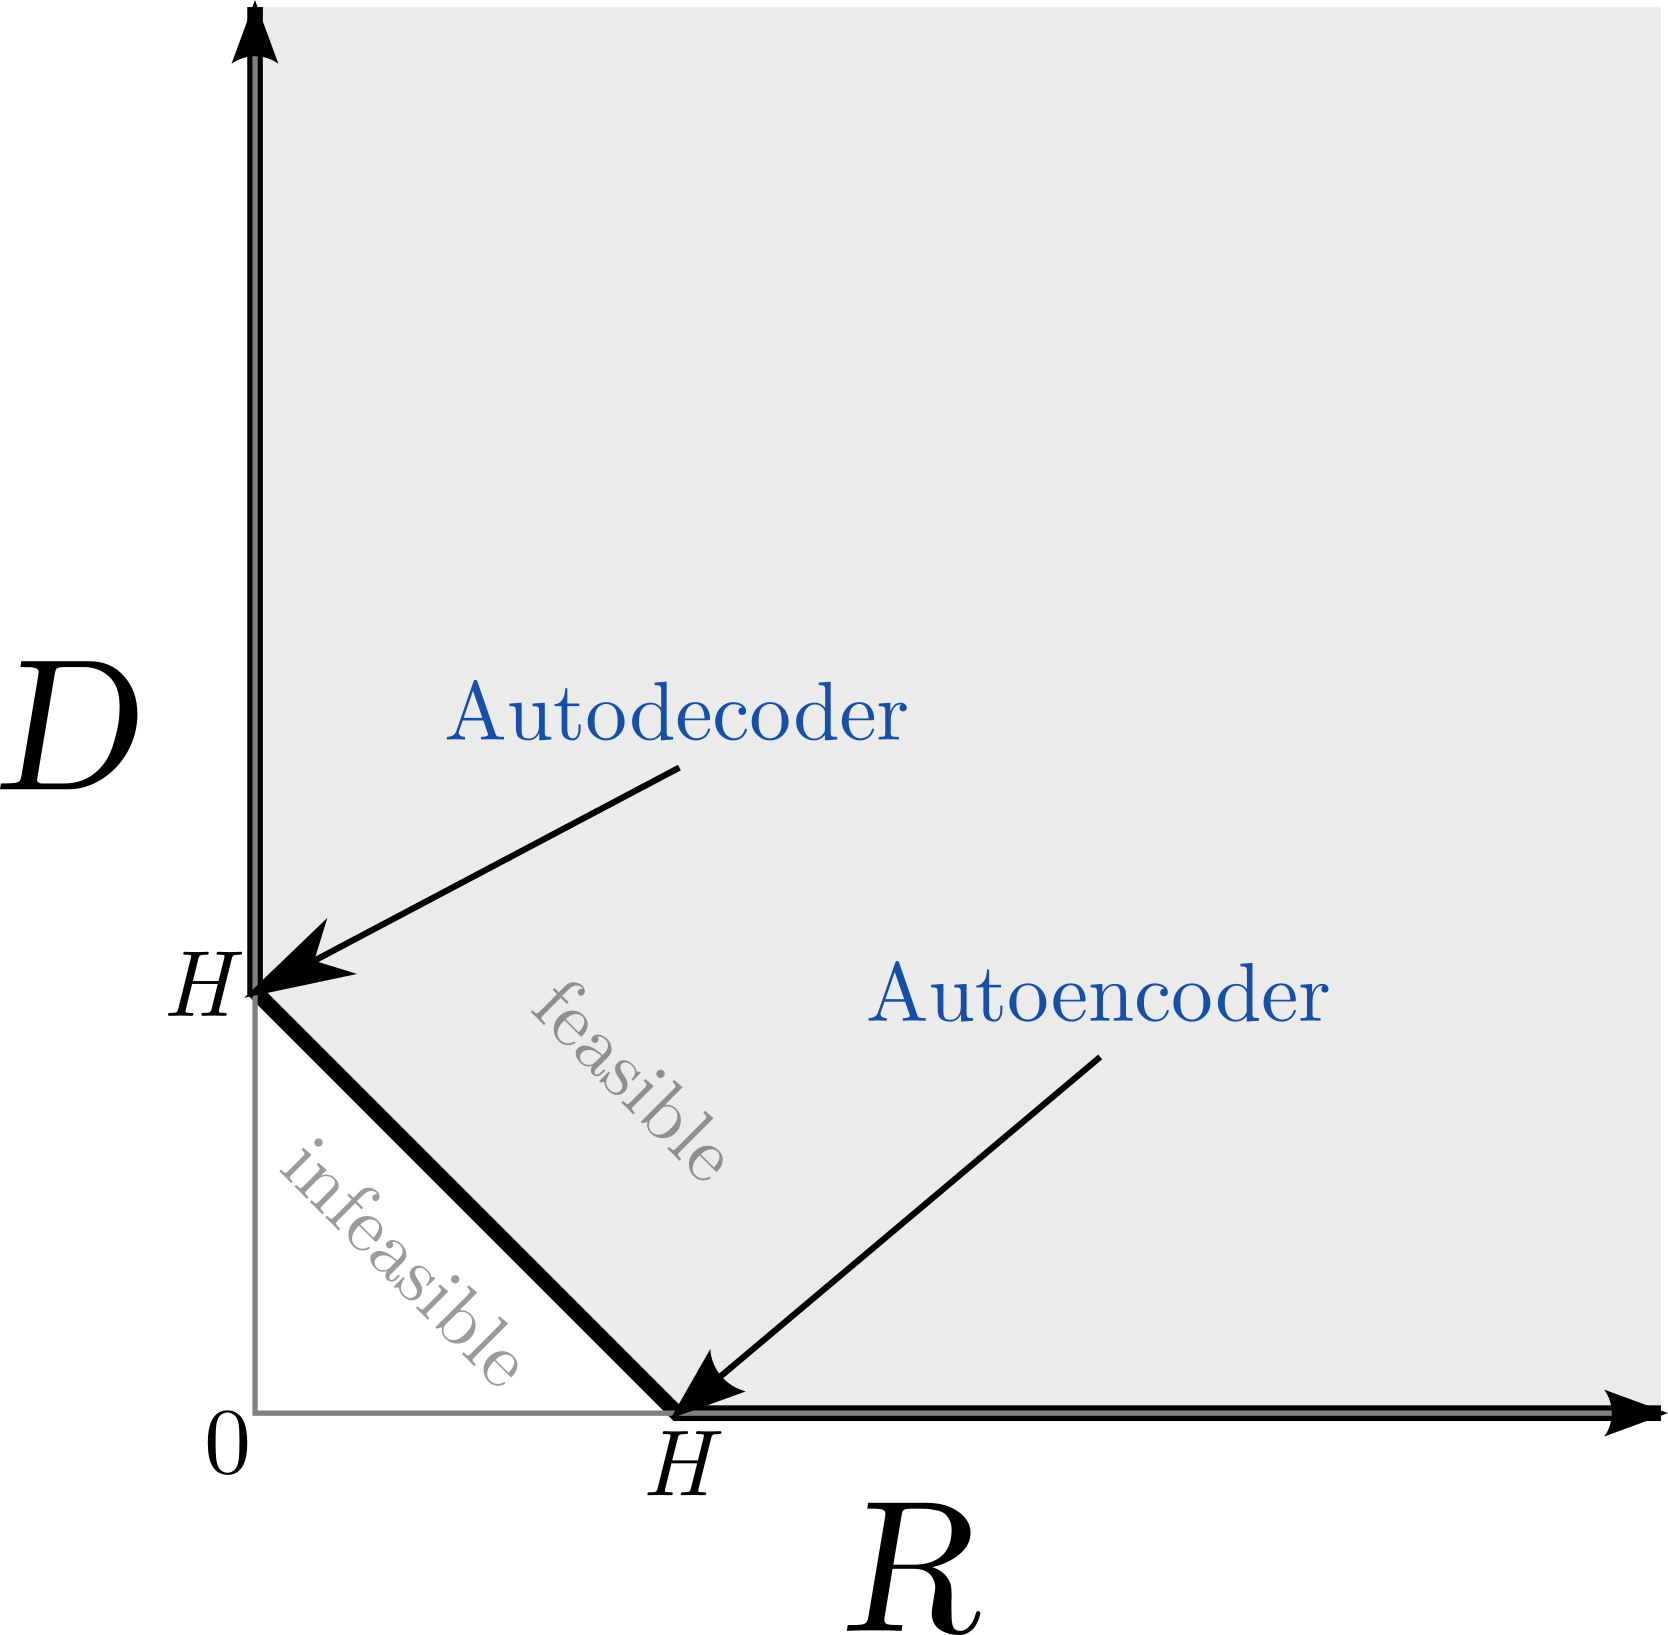 D
Autodecoder
H
feasible
Autoencoder
infeasible
0
H
R